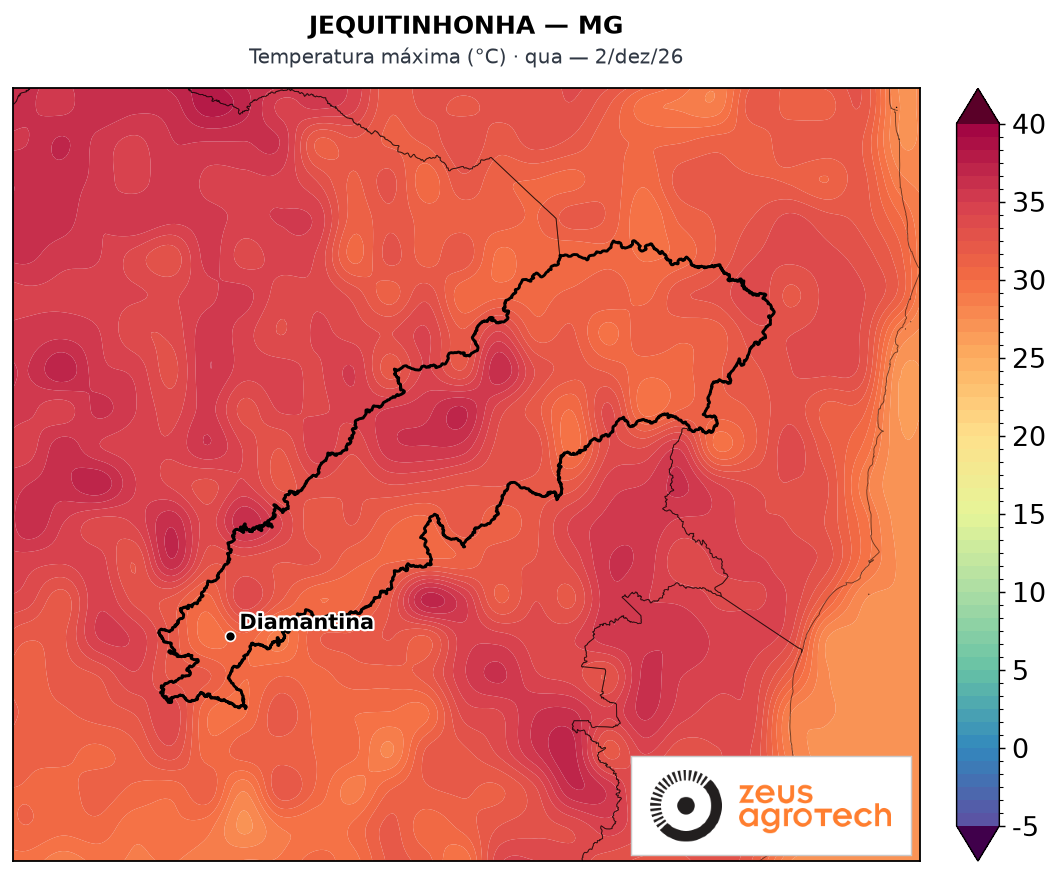 JEQUITINHONHA — MG
Temperatura máxima (°C) · qua — 2/dez/26
40
35
30
25
20
15
10
5
0
-5
Diamantina
zeus
agrotech